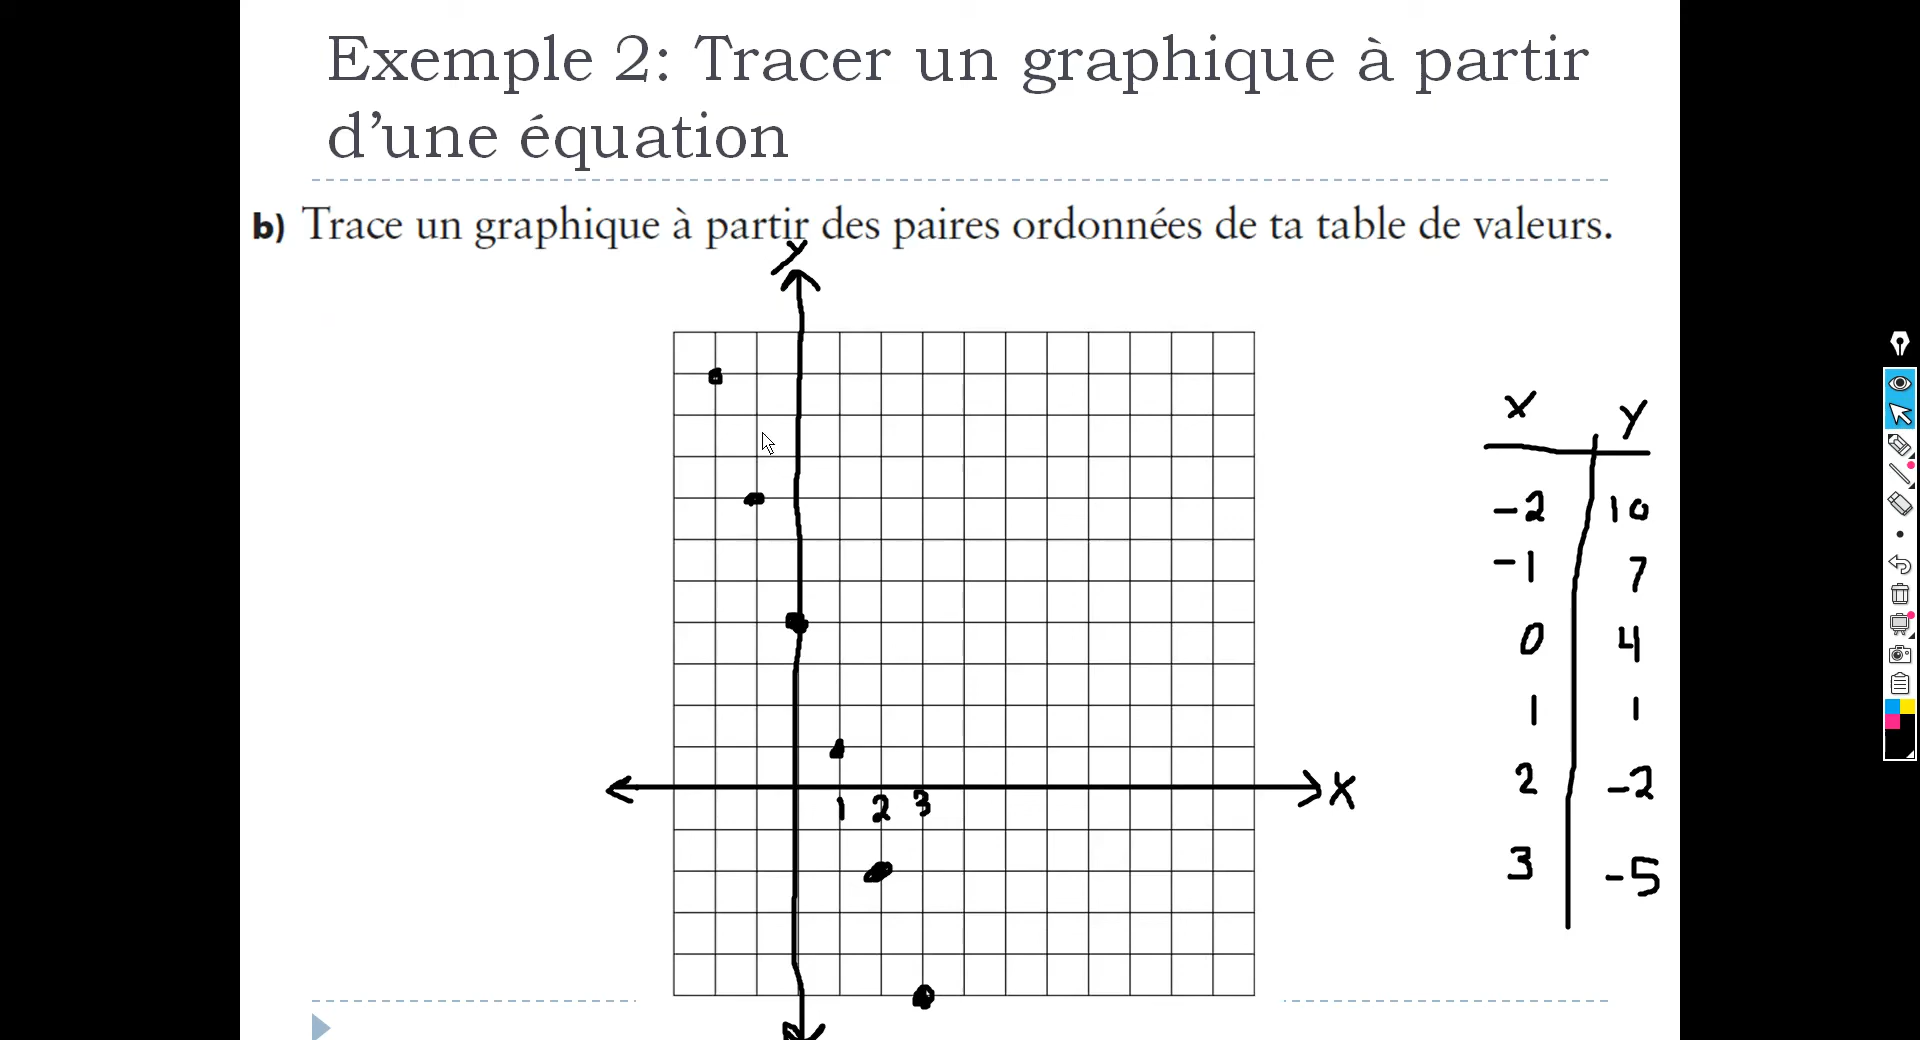 Exemple 2: Tracer un graphique à partir
d’une équation
b) Trace un graphique à partir des paires ordonnées de ta table de valeurs.
y
x y
-2 10
-1 7
0 4
1 1
x
1 2 3
2 -2
3 -5